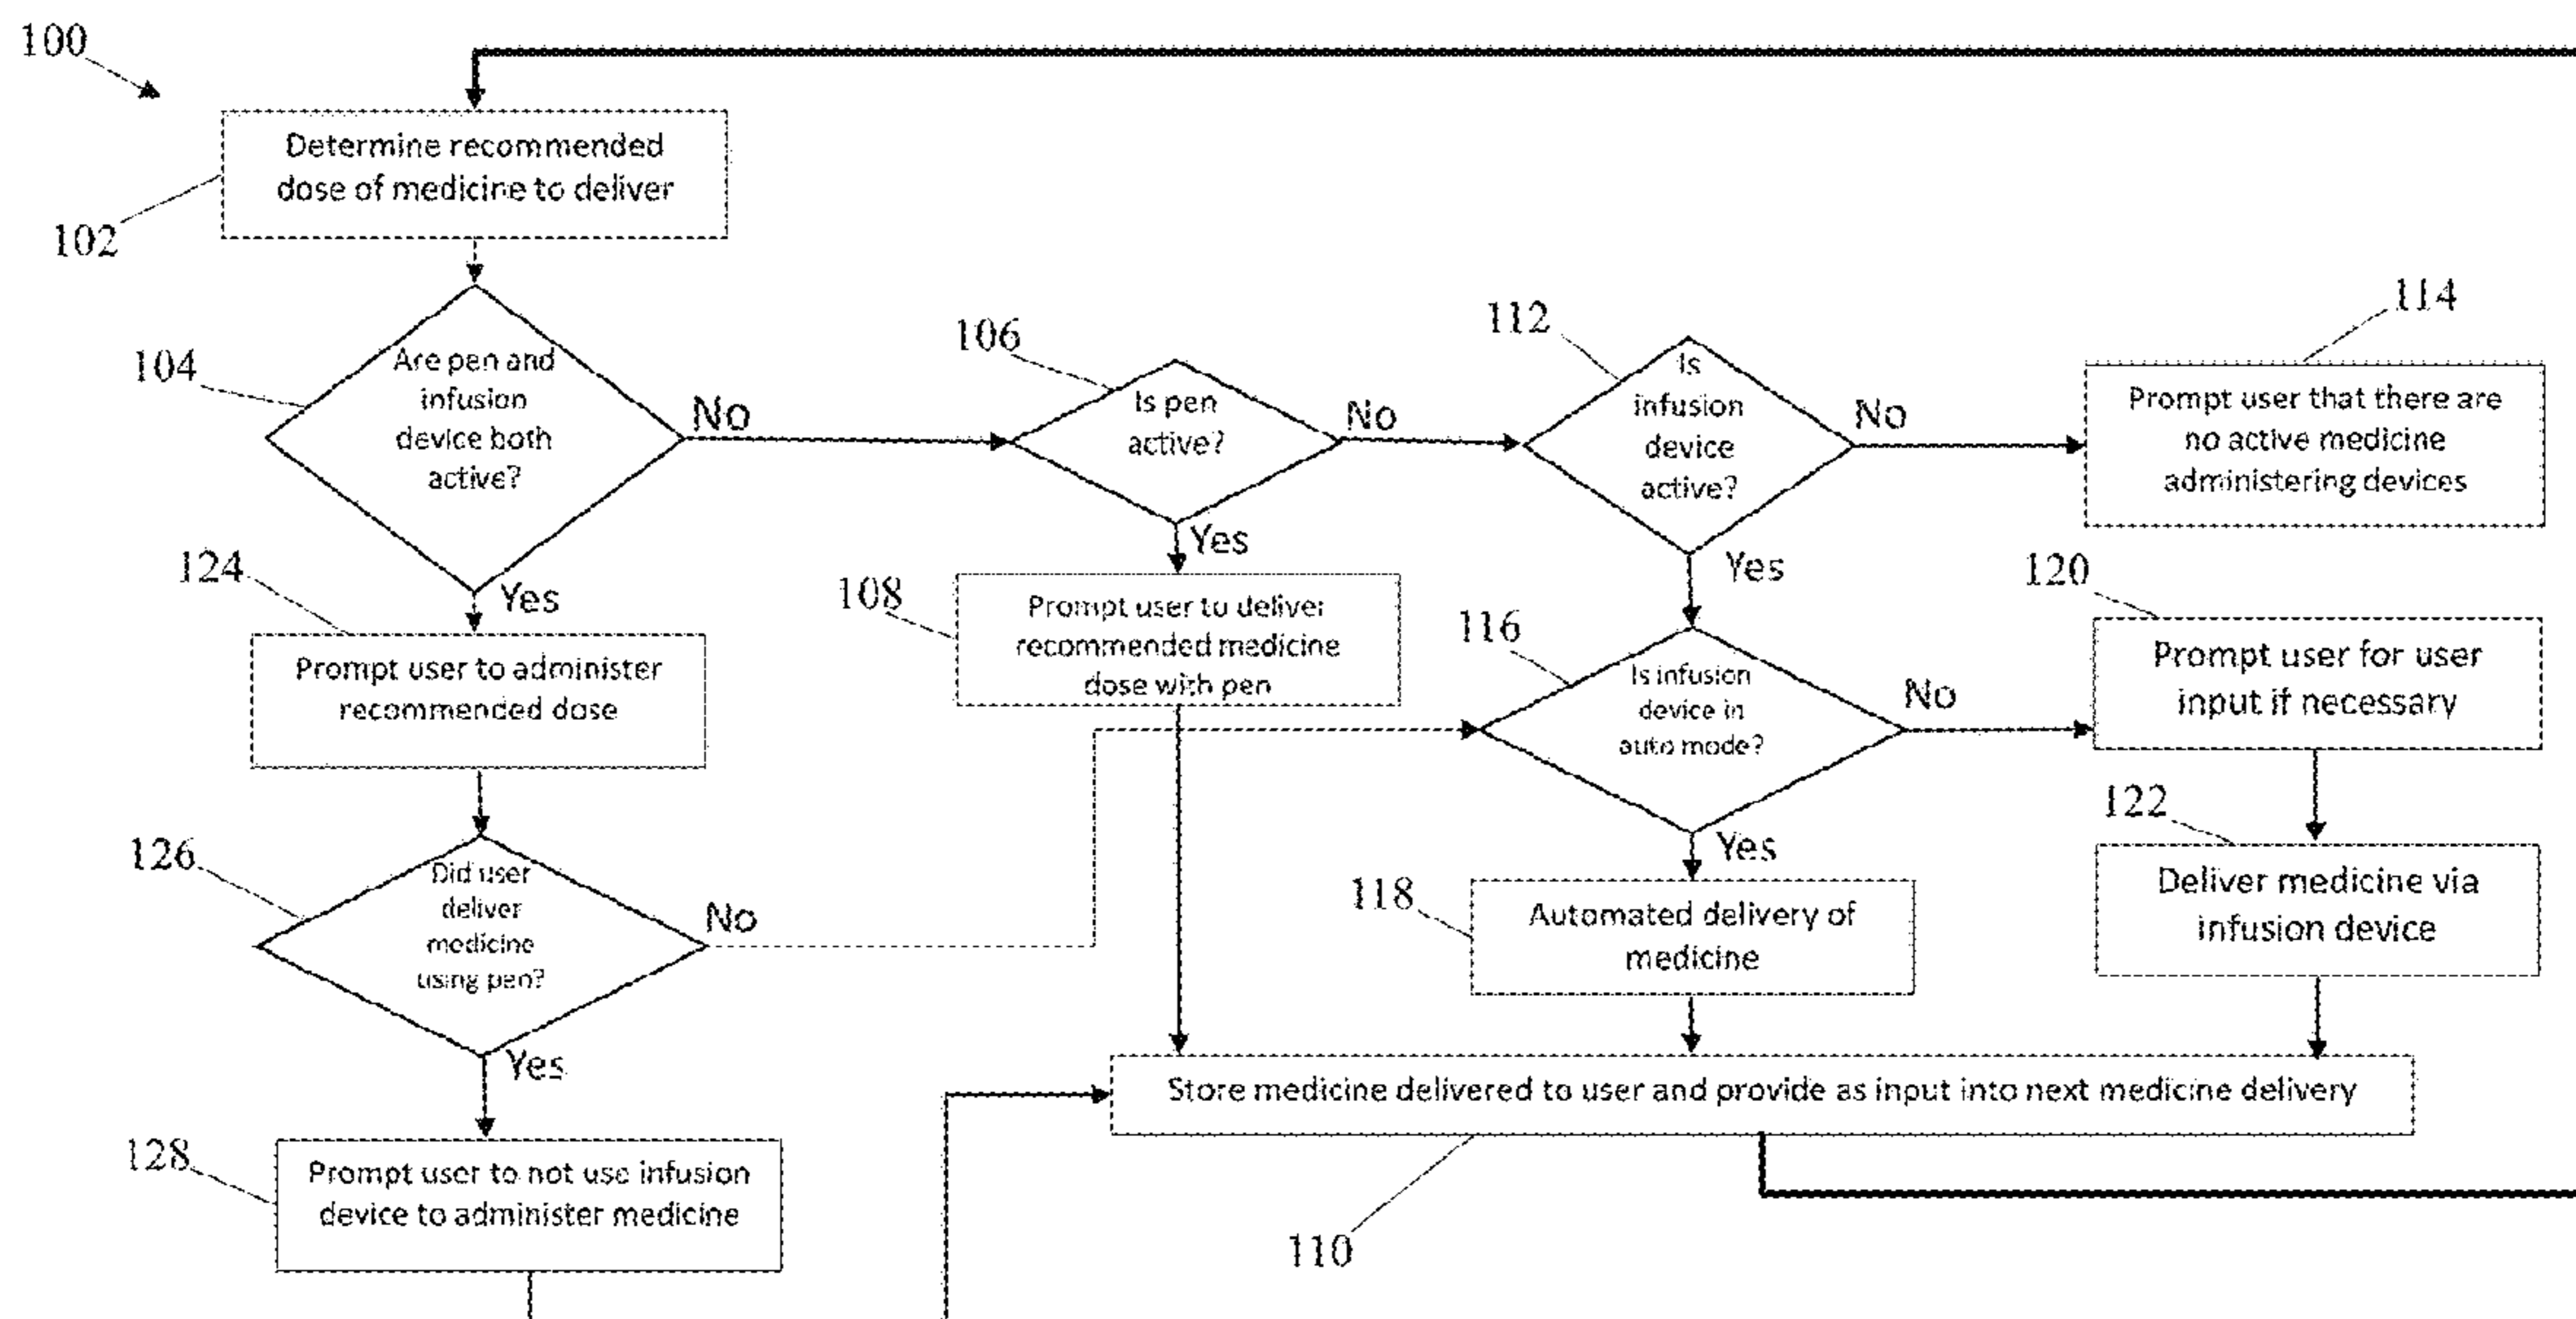 100
Determine recommended
dose of medicine to deliver
102
104
Are pen and
infusion
device both
active?
No
106
Is pen
active?
No
112
Is
infusion
device
active?
No
114
Prompt user that there are
no active medicine
administering devices
Yes
124
Prompt user to administer
recommended dose
Yes
108
Prompt user to deliver
recommended medicine
dose with pen
Yes
116
Is infusion
device in
auto mode?
No
120
Prompt user for user
input if necessary
126
Did user
deliver
medicine
using pen?
No
Yes
118
Automated delivery of
medicine
122
Deliver medicine via
infusion device
Yes
128
Prompt user to not use infusion
device to administer medicine
Store medicine delivered to user and provide as input into next medicine delivery
110